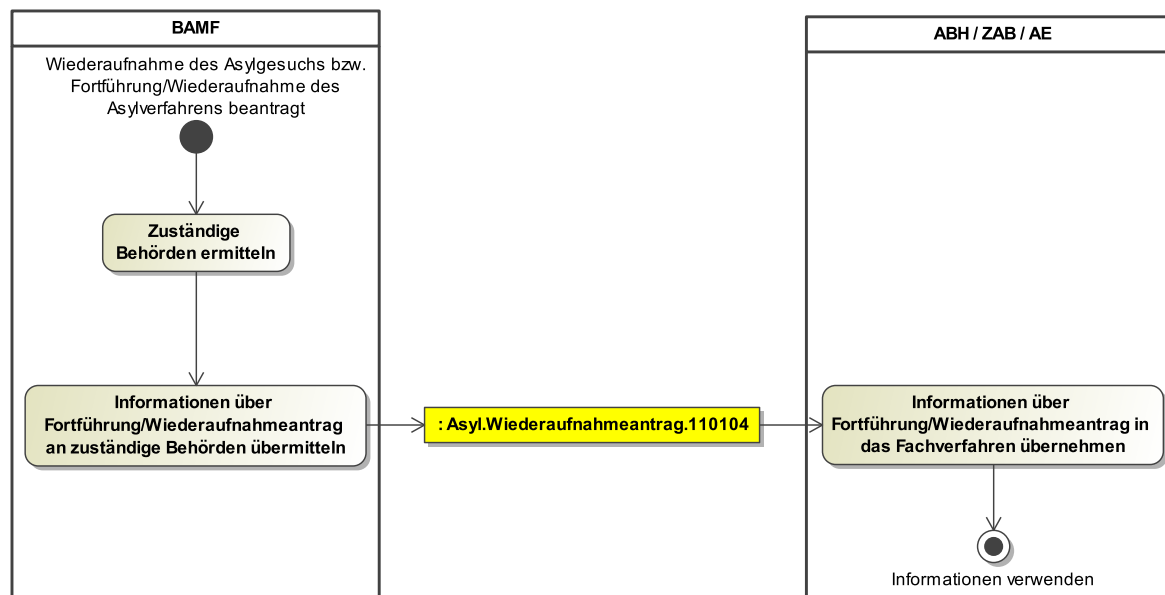 BAMF
ABH / ZAB / AE
Wiederaufnahme des Asylgesuchs bzw.
Fortführung/Wiederaufnahme des
Asylverfahrens beantragt
Zuständige
Behörden ermitteln
Informationen über
Fortführung/Wiederaufnahmeantrag
an zuständige Behörden übermitteln
: Asyl.Wiederaufnahmeantrag.110104
Informationen über
Fortführung/Wiederaufnahmeantrag in
das Fachverfahren übernehmen
Informationen verwenden